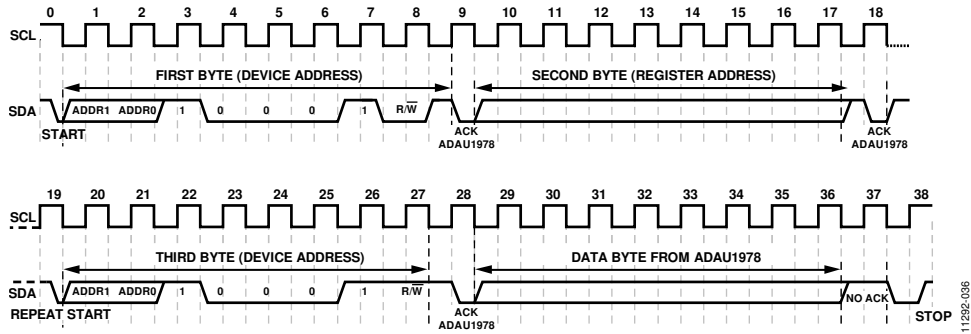 0 1 2 3 4 5 6 7 8 9 10 11 12 13 14 15 16 17 18
SCL
FIRST BYTE (DEVICE ADDRESS) SECOND BYTE (REGISTER ADDRESS)
SDA ADDR1 ADDR0 1 0 0 0 1 R/W̅
START ACK ADAU1978 ACK ADAU1978
19 20 21 22 23 24 25 26 27 28 29 30 31 32 33 34 35 36 37 38
SCL
THIRD BYTE (DEVICE ADDRESS) DATA BYTE FROM ADAU1978
SDA ADDR1 ADDR0 1 0 0 0 1 R/W̅ NO ACK
REPEAT START ACK ADAU1978 STOP
11292-036